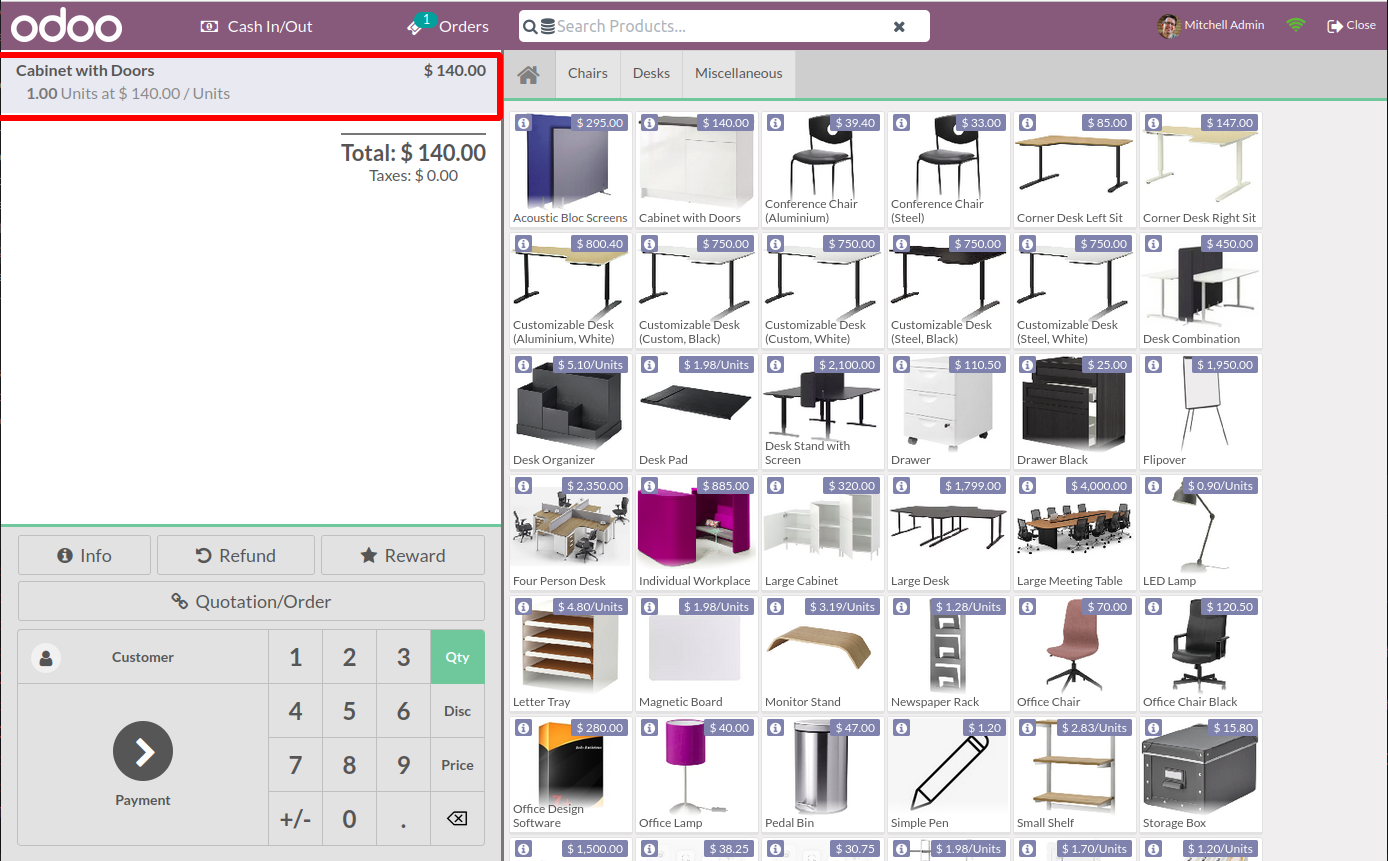 odoo
Cash In/Out
1
Orders
Search Products...
Mitchell Admin
Close
Cabinet with Doors $ 140.00
1.00 Units at $ 140.00 / Units
Total: $ 140.00
Taxes: $ 0.00
Info
Refund
Reward
Quotation/Order
Customer
1 2 3 Qty
4 5 6 Disc
7 8 9 Price
+/- 0 .
Payment
Chairs
Desks
Miscellaneous
$ 295.00
Acoustic Bloc Screens
$ 140.00
Cabinet with Doors
$ 39.40
Conference Chair
(Aluminium)
$ 33.00
Conference Chair
(Steel)
$ 85.00
Corner Desk Left Sit
$ 147.00
Corner Desk Right Sit
$ 800.40
Customizable Desk
(Aluminium, White)
$ 750.00
Customizable Desk
(Custom, Black)
$ 750.00
Customizable Desk
(Custom, White)
$ 750.00
Customizable Desk
(Steel, Black)
$ 750.00
Customizable Desk
(Steel, White)
$ 450.00
Desk Combination
$ 5.10/Units
Desk Organizer
$ 1.98/Units
Desk Pad
$ 2,100.00
Desk Stand with
Screen
$ 110.50
Drawer
$ 25.00
Drawer Black
$ 1,950.00
Flipover
$ 2,350.00
Four Person Desk
$ 885.00
Individual Workplace
$ 320.00
Large Cabinet
$ 1,799.00
Large Desk
$ 4,000.00
Large Meeting Table
$ 0.90/Units
LED Lamp
$ 4.80/Units
Letter Tray
$ 1.98/Units
Magnetic Board
$ 3.19/Units
Monitor Stand
$ 1.28/Units
Newspaper Rack
$ 70.00
Office Chair
$ 120.50
Office Chair Black
$ 280.00
Office Design
Software
$ 40.00
Office Lamp
$ 47.00
Pedal Bin
$ 1.20
Simple Pen
$ 2.83/Units
Small Shelf
$ 15.80
Storage Box
$ 1,500.00
$ 38.25
$ 30.75
$ 1.98/Units
$ 1.70/Units
$ 1.20/Units